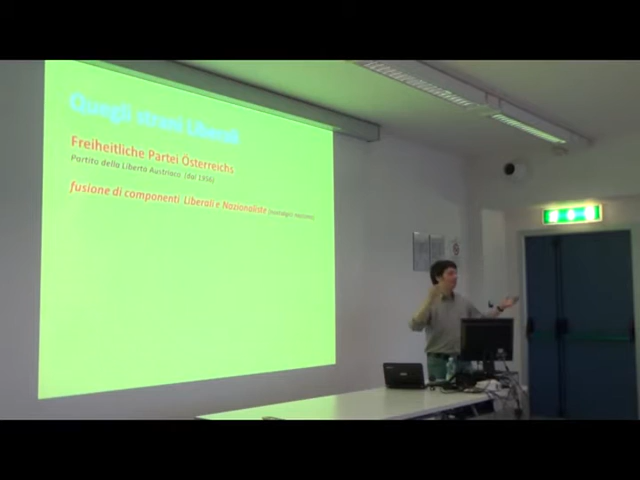 Quegli strani Liberali
Freiheitliche Partei Österreichs
Partito della Libertà Austriaco (dal 1956)
fusione di componenti Liberali e Nazionaliste